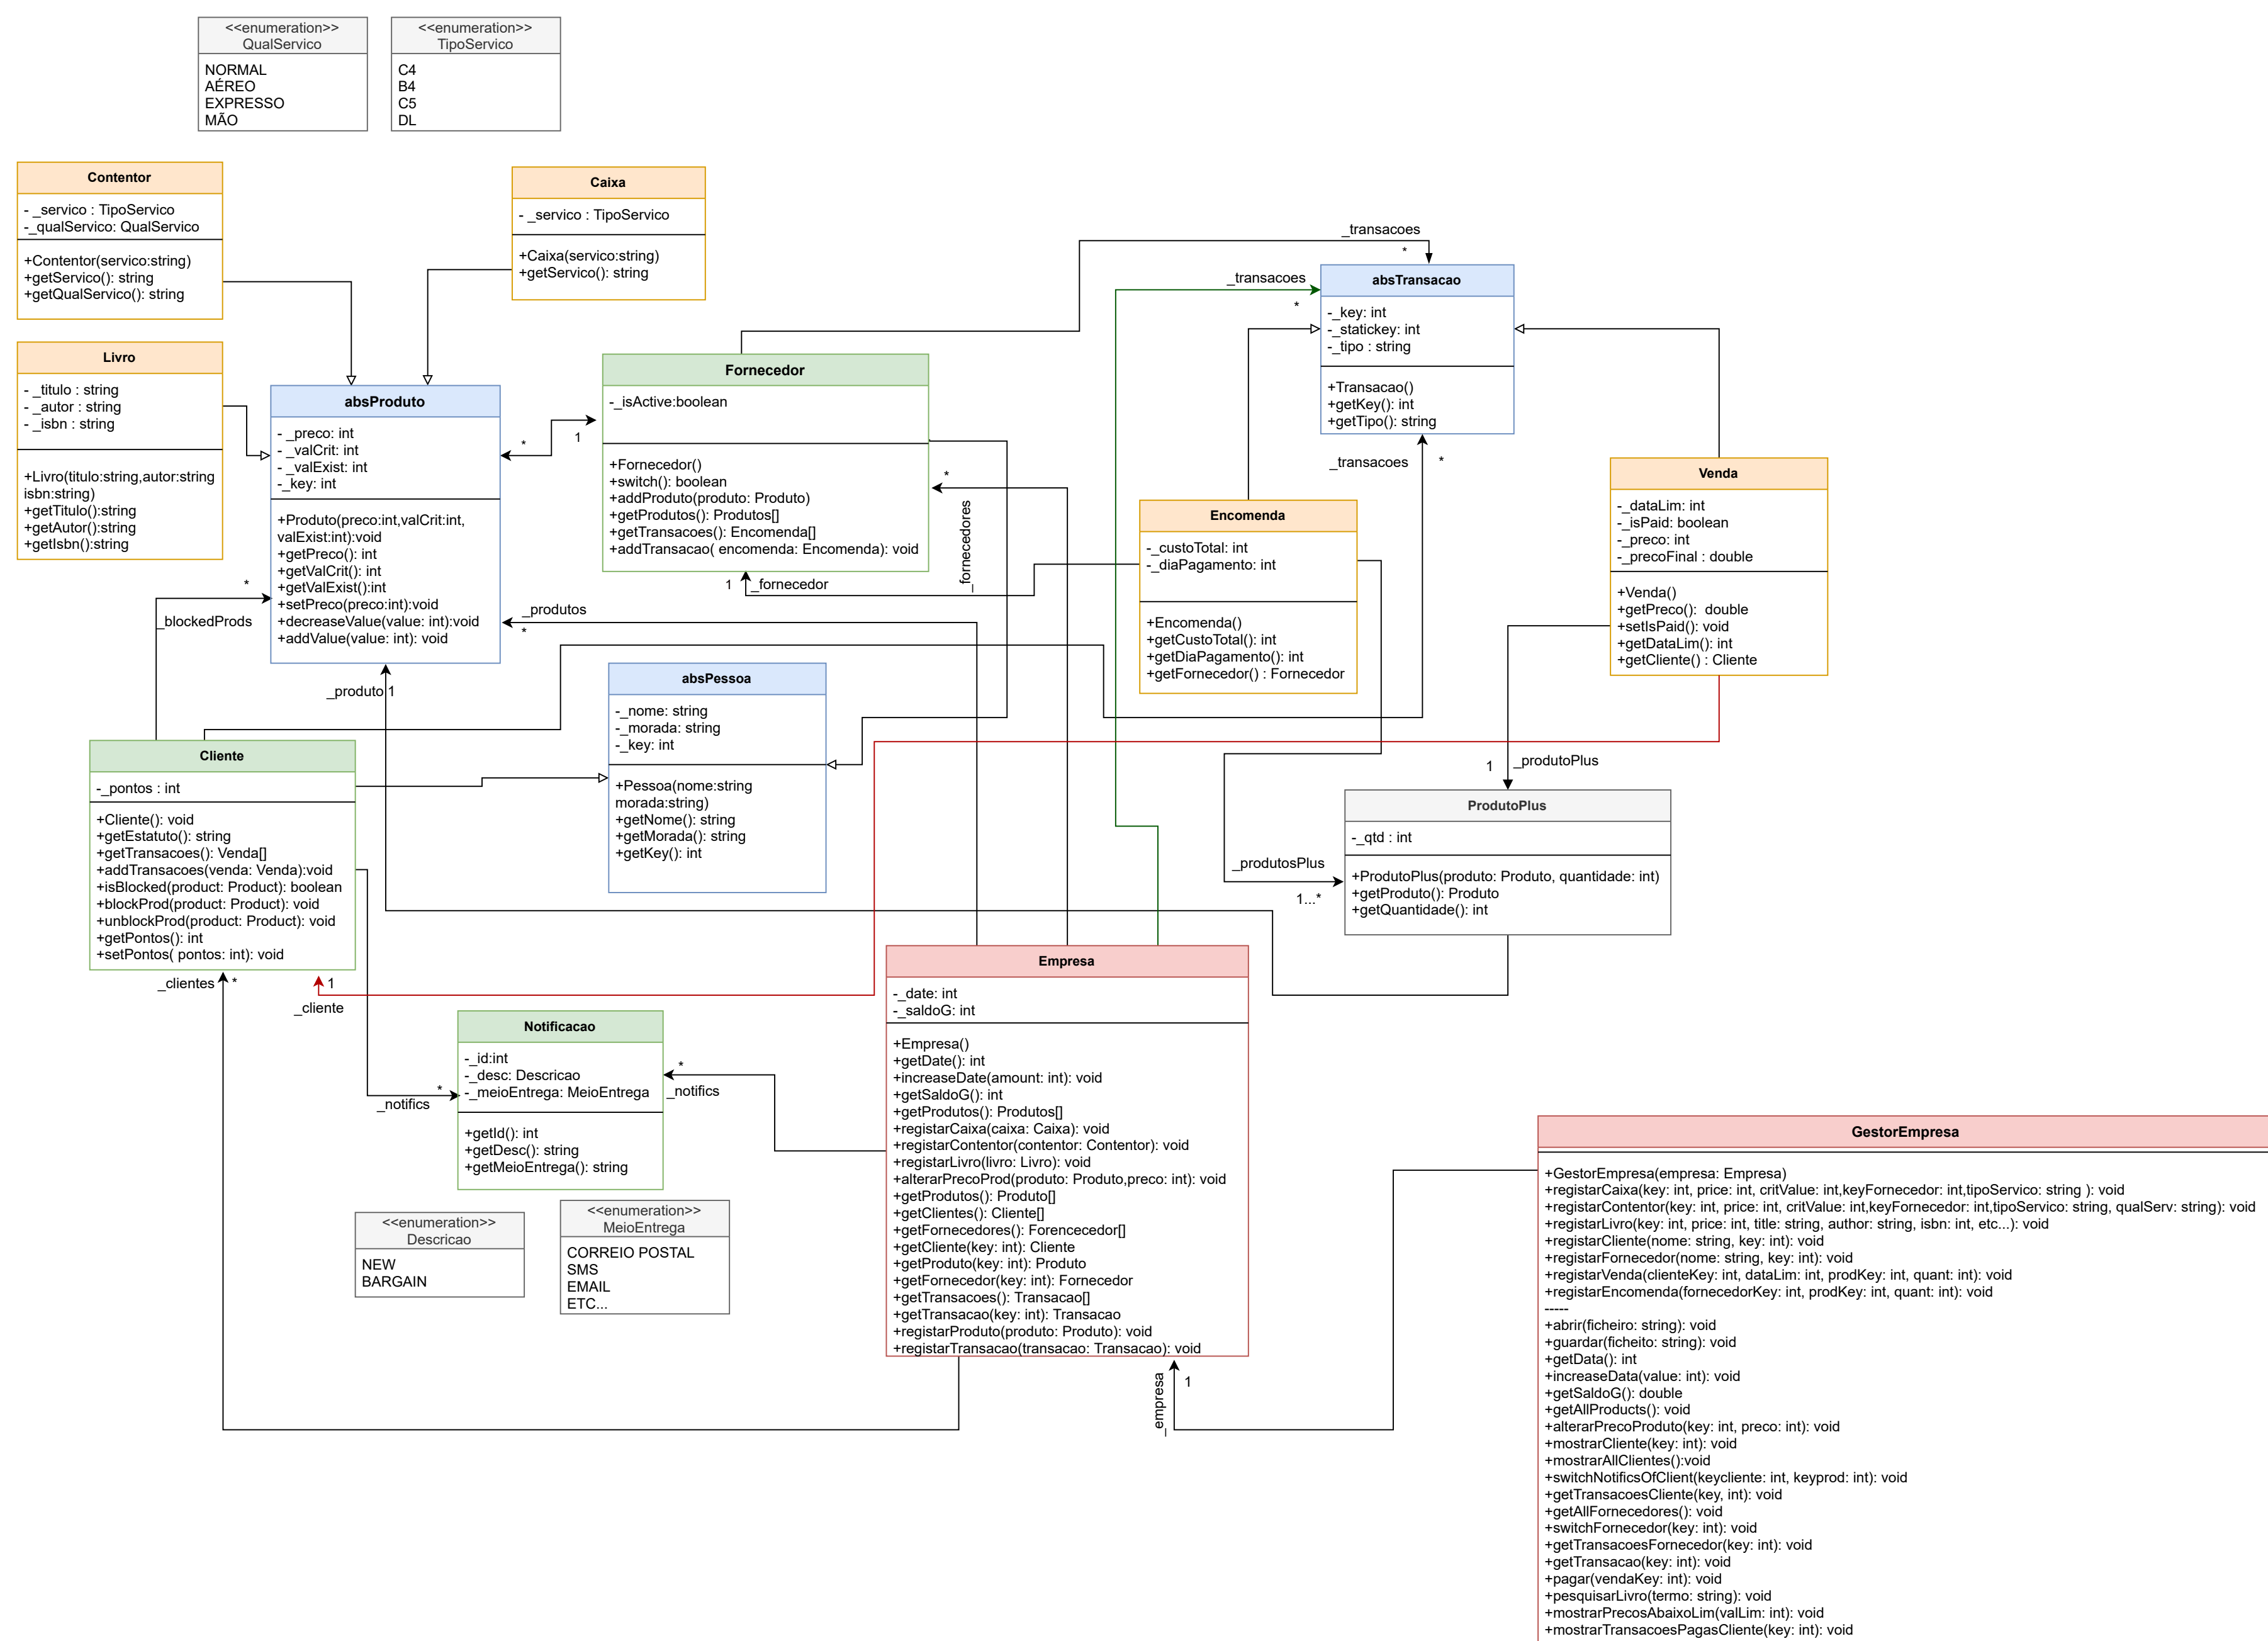 <<enumeration>>
QualServico
NORMAL
AÉREO
EXPRESSO
MÃO
<<enumeration>>
TipoServico
C4
B4
C5
DL
Contentor
- _servico : TipoServico
-_qualServico: QualServico
+Contentor(servico:string)
+getServico(): string
+getQualServico(): string
Caixa
- _servico : TipoServico
+Caixa(servico:string)
+getServico(): string
Livro
- _titulo : string
- _autor : string
- _isbn : string
+Livro(titulo:string,autor:string
isbn:string)
+getTitulo():string
+getAutor():string
+getIsbn():string
absProduto
- _preco: int
- _valCrit: int
- _valExist: int
-_key: int
+Produto(preco:int,valCrit:int,
valExist:int):void
+getPreco(): int
+getValCrit(): int
+getValExist():int
+setPreco(preco:int):void
+decreaseValue(value: int):void
+addValue(value: int): void
*
1
Fornecedor
-_isActive:boolean
+Fornecedor()
+switch(): boolean
+addProduto(produto: Produto)
+getProdutos(): Produtos[]
+getTransacoes(): Encomenda[]
+addTransacao( encomenda: Encomenda): void
_transacoes
*
_transacoes
*
absTransacao
-_key: int
-_statickey: int
-_tipo : string
+Transacao()
+getKey(): int
+getTipo(): string
_transacoes
*
Encomenda
-_custoTotal: int
-_diaPagamento: int
+Encomenda()
+getCustoTotal(): int
+getDiaPagamento(): int
+getFornecedor() : Fornecedor
Venda
-_dataLim: int
-_isPaid: boolean
-_preco: int
-_precoFinal : double
+Venda()
+getPreco():  double
+setIsPaid(): void
+getDataLim(): int
+getCliente() : Cliente
*
_fornecedores
1
_fornecedor
*
_blockedProds
_produtos
*
_produto
1
absPessoa
-_nome: string
-_morada: string
-_key: int
+Pessoa(nome:string
morada:string)
+getNome(): string
+getMorada(): string
+getKey(): int
Cliente
-_pontos : int
+Cliente(): void
+getEstatuto(): string
+getTransacoes(): Venda[]
+addTransacoes(venda: Venda):void
+isBlocked(product: Product): boolean
+blockProd(product: Product): void
+unblockProd(product: Product): void
+getPontos(): int
+setPontos( pontos: int): void
1
_produtoPlus
ProdutoPlus
-_qtd : int
+ProdutoPlus(produto: Produto, quantidade: int)
+getProduto(): Produto
+getQuantidade(): int
_produtosPlus
1...*
_clientes
*
1
_cliente
Notificacao
-_id:int
-_desc: Descricao
-_meioEntrega: MeioEntrega
+getId(): int
+getDesc(): string
+getMeioEntrega(): string
*
_notifics
*
_notifics
<<enumeration>>
Descricao
NEW
BARGAIN
<<enumeration>>
MeioEntrega
CORREIO POSTAL
SMS
EMAIL
ETC...
Empresa
-_date: int
-_saldoG: int
+Empresa()
+getDate(): int
+increaseDate(amount: int): void
+getSaldoG(): int
+getProdutos(): Produtos[]
+registarCaixa(caixa: Caixa): void
+registarContentor(contentor: Contentor): void
+registarLivro(livro: Livro): void
+alterarPrecoProd(produto: Produto,preco: int): void
+getProdutos(): Produto[]
+getClientes(): Cliente[]
+getFornecedores(): Forencecedor[]
+getCliente(key: int): Cliente
+getProduto(key: int): Produto
+getFornecedor(key: int): Fornecedor
+getTransacoes(): Transacao[]
+getTransacao(key: int): Transacao
+registarProduto(produto: Produto): void
+registarTransacao(transacao: Transacao): void
_empresa
1
GestorEmpresa
+GestorEmpresa(empresa: Empresa)
+registarCaixa(key: int, price: int, critValue: int,keyFornecedor: int,tipoServico: string ): void
+registarContentor(key: int, price: int, critValue: int,keyFornecedor: int,tipoServico: string, qualServ: string): void
+registarLivro(key: int, price: int, title: string, author: string, isbn: int, etc...): void
+registarCliente(nome: string, key: int): void
+registarFornecedor(nome: string, key: int): void
+registarVenda(clienteKey: int, dataLim: int, prodKey: int, quant: int): void
+registarEncomenda(fornecedorKey: int, prodKey: int, quant: int): void
-----
+abrir(ficheiro: string): void
+guardar(ficheito: string): void
+getData(): int
+increaseData(value: int): void
+getSaldoG(): double
+getAllProducts(): void
+alterarPrecoProduto(key: int, preco: int): void
+mostrarCliente(key: int): void
+mostrarAllClientes():void
+switchNotificsOfClient(keycliente: int, keyprod: int): void
+getTransacoesCliente(key, int): void
+getAllFornecedores(): void
+switchFornecedor(key: int): void
+getTransacoesFornecedor(key: int): void
+getTransacao(key: int): void
+pagar(vendaKey: int): void
+pesquisarLivro(termo: string): void
+mostrarPrecosAbaixoLim(valLim: int): void
+mostrarTransacoesPagasCliente(key: int): void